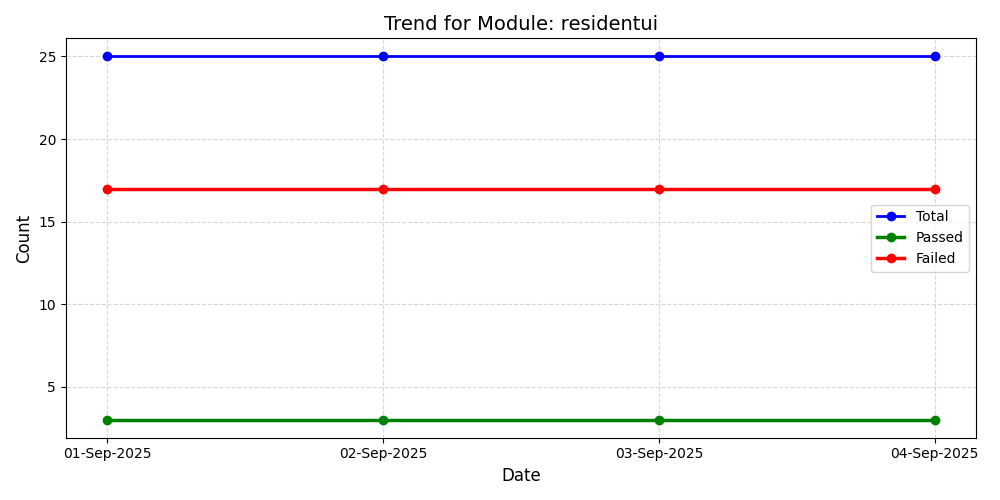 Trend for Module: residentui
Count
25
20
15
10
5
Total
Passed
Failed
01-Sep-2025 02-Sep-2025 03-Sep-2025 04-Sep-2025
Date